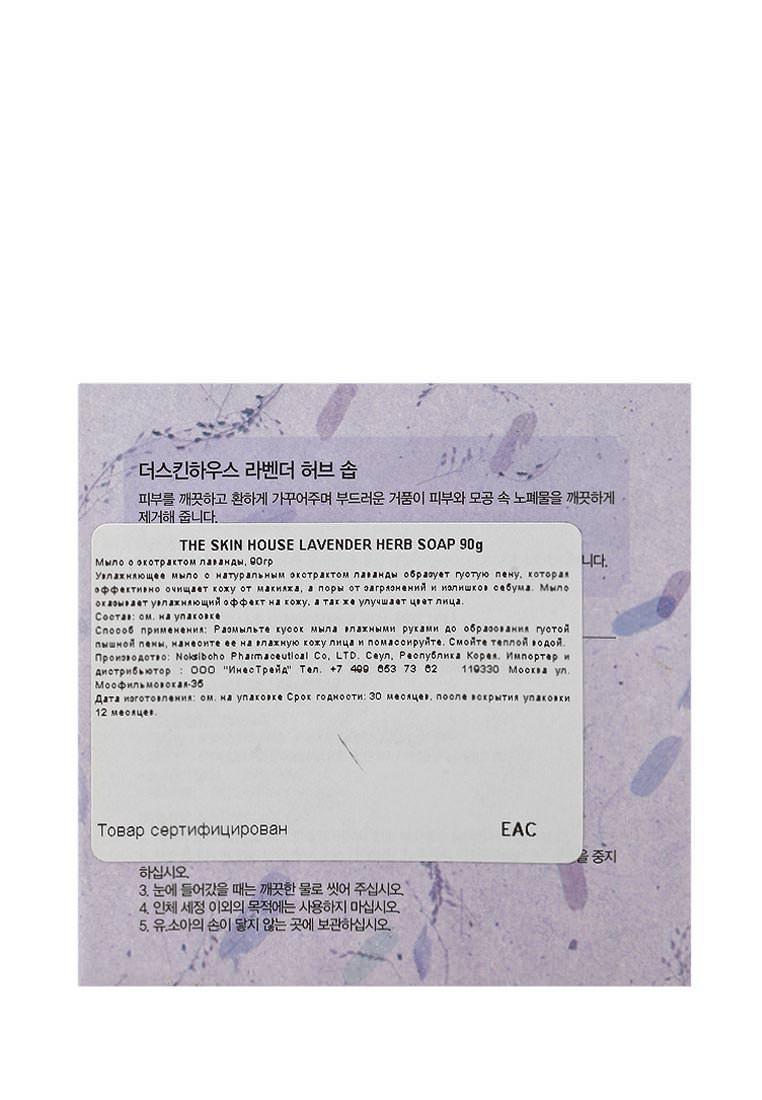 더스킨하우스 라벤더 허브 솝
피부를 깨끗하고 환하게 가꾸어주며 부드러운 거품이 피부와 모공 속 노폐물을 깨끗하게
제거해 줍니다.
니다.
THE SKIN HOUSE LAVENDER HERB SOAP 90g
Мыло с экстрактом лаванды, 90гр
Увлажняющее мыло с натуральным экстрактом лаванды образует густую пену, которая
эффективно очищает кожу от макияжа, а поры от загрязнений и излишков себума. Мыло
оказывает увлажняющий эффект на кожу, а так же улучшает цвет лица.
Состав: см. на упаковке
Способ применения: Размыльте кусок мыла влажными руками до образования густой
пышной пены, нанесите ее на влажную кожу лица и помассируйте. Смойте теплой водой.
Производство: Noksiboho Pharmaceutical Co, LTD. Сеул, Республика Корея. Импортер и
дистрибьютор : ООО "ИнесТрейд" Тел. +7 499 653 73 62 119330 Москва ул.
Мосфильмовская-35
Дата изготовления: см. на упаковке Срок годности: 30 месяцев, после вскрытия упаковки
12 месяцев.
Товар сертифицирован EAC
을 중지
하십시오.
3. 눈에 들어갔을 때는 깨끗한 물로 씻어 주십시오.
4. 인체 세정 이외의 목적에는 사용하지 마십시오.
5. 유.소아의 손이 닿지 않는 곳에 보관하십시오.